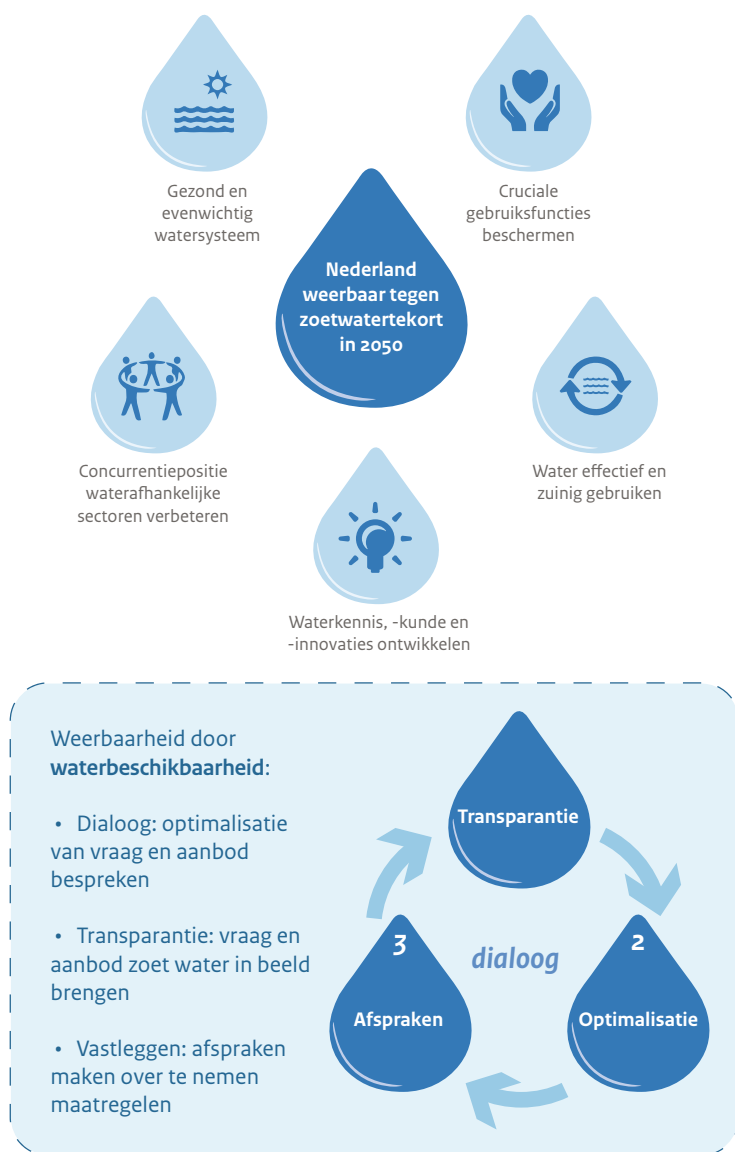 Gezond en
evenwichtig
watersysteem
Cruciale
gebruiksfuncties
beschermen
Nederland
weerbaar tegen
zoetwatertekort
in 2050
Concurrentiepositie
waterafhankelijke
sectoren verbeteren
Water effectief en
zuinig gebruiken
Waterkennis, -kunde en
-innovaties ontwikkelen
Weerbaarheid door
waterbeschikbaarheid:
• Dialoog: optimalisatie
van vraag en aanbod
bespreken
• Transparantie: vraag en
aanbod zoet water in beeld
brengen
• Vastleggen: afspraken
maken over te nemen
maatregelen
Transparantie
2
Optimalisatie
3
Afspraken
dialoog